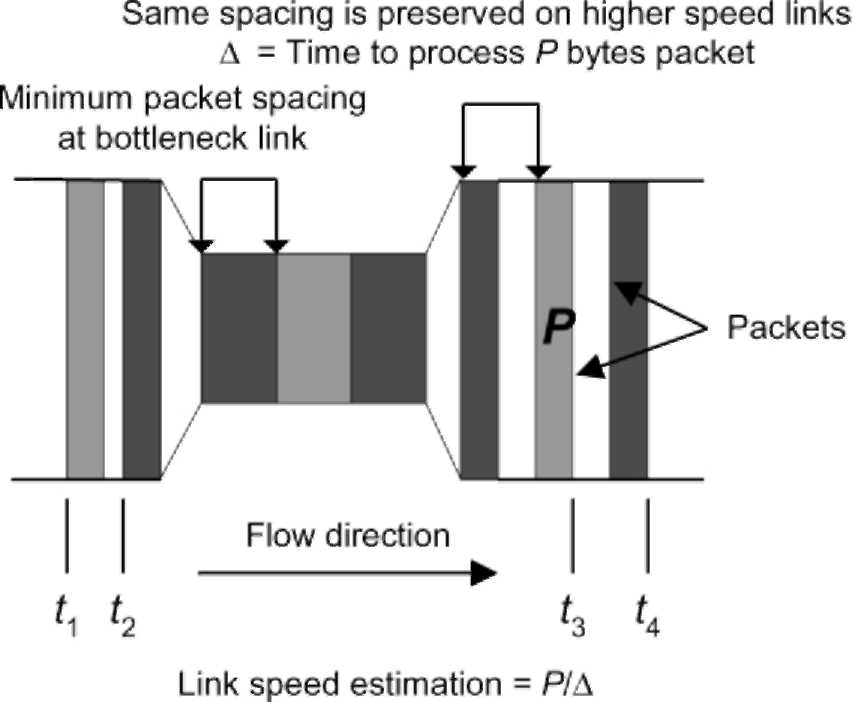 Same spacing is preserved on higher speed links
Δ = Time to process P bytes packet
Minimum packet spacing
at bottleneck link
P
Packets
Flow direction
t1 t2 t3 t4
Link speed estimation = P/Δ